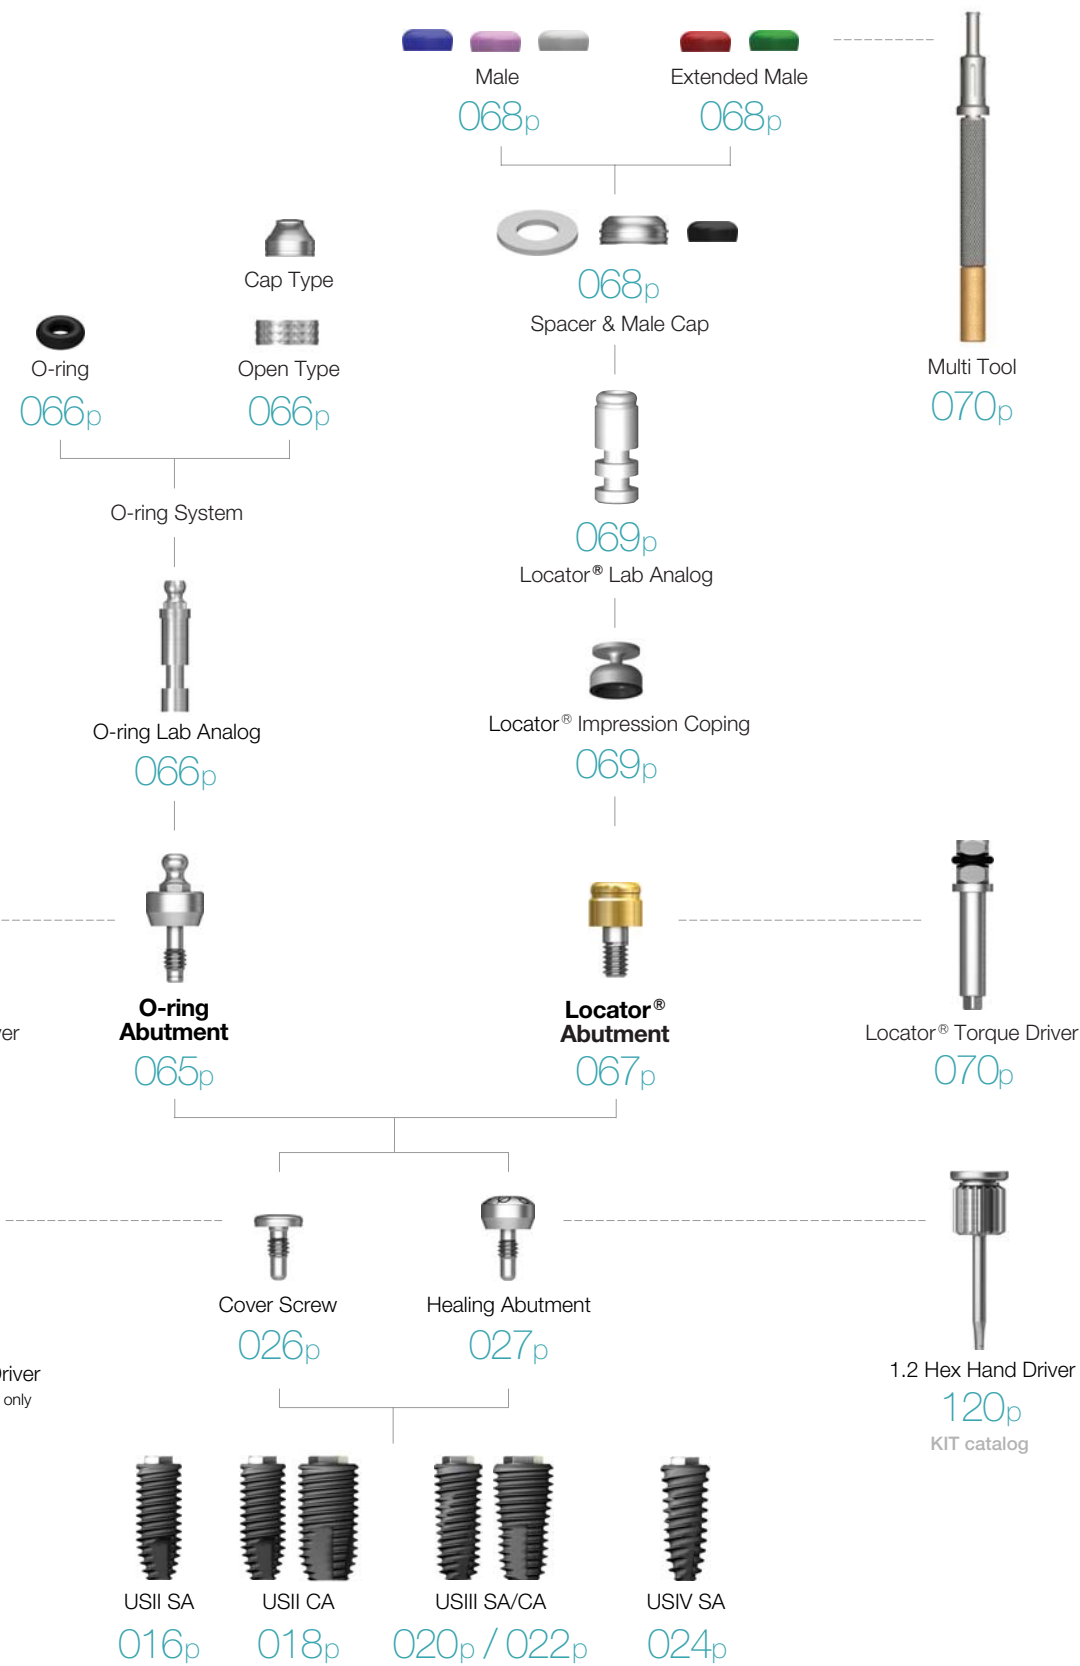 Male
Extended Male
068p
068p
Cap Type
068p
Spacer & Male Cap
O-ring
Open Type
Multi Tool
066p
066p
070p
O-ring System
069p
Locator® Lab Analog
O-ring Lab Analog
Locator® Impression Coping
066p
069p
O-ring
Abutment
Locator®
Abutment
ver
Locator® Torque Driver
065p
067p
070p
Cover Screw
Healing Abutment
026p
027p
Driver
only
1.2 Hex Hand Driver
120p
KIT catalog
USII SA
USII CA
USIII SA/CA
USIV SA
016p
018p
020p / 022p
024p